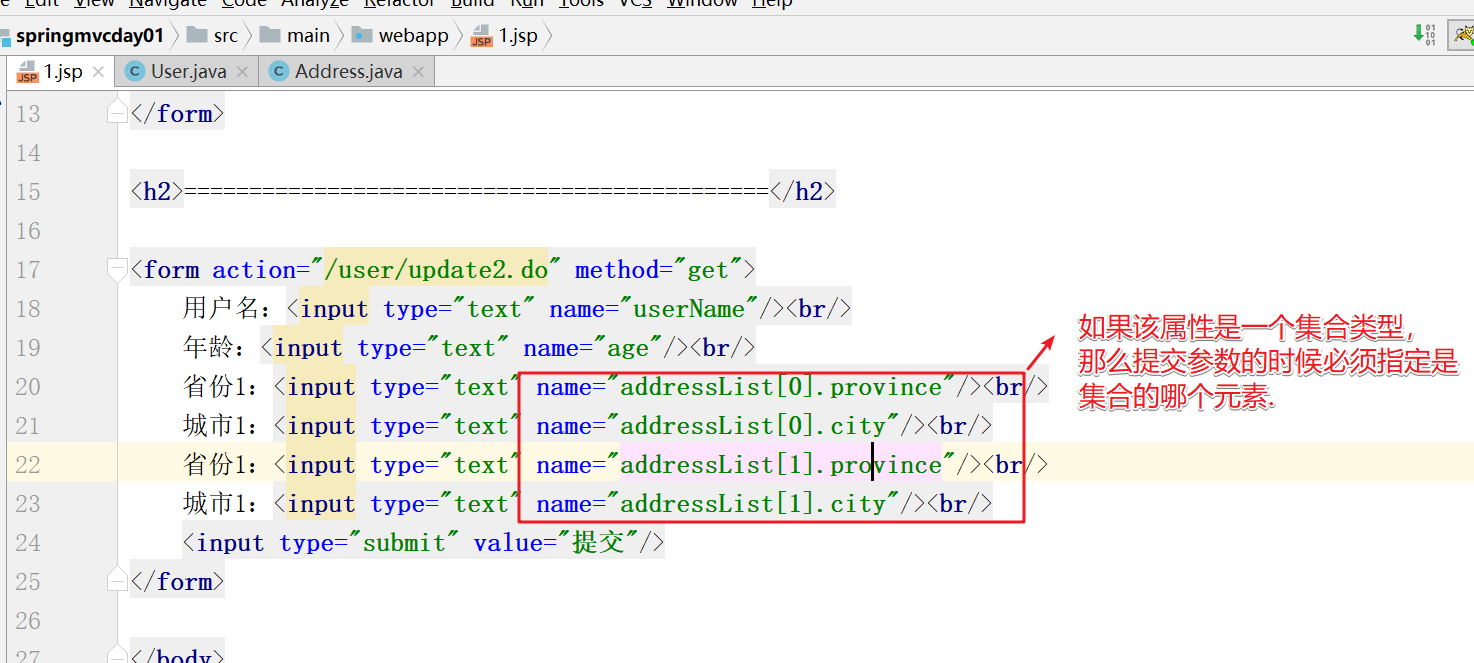 Edit View Navigate Code Analyze Refactor Build Run Tools VCS Window Help
springmvcday01 src main webapp 1.jsp
1.jsp User.java Address.java
13 </form>
14
15 <h2>=============================================</h2>
16
17 <form action="/user/update2.do" method="get">
18 用户名：<input type="text" name="userName"/><br/>
19 年龄：<input type="text" name="age"/><br/>
20 省份1：<input type="text" name="addressList[0].province"/><br/>
21 城市1：<input type="text" name="addressList[0].city"/><br/>
22 省份1：<input type="text" name="addressList[1].province"/><br/>
23 城市1：<input type="text" name="addressList[1].city"/><br/>
24 <input type="submit" value="提交"/>
25 </form>
26
27 </body>
如果该属性是一个集合类型，
那么提交参数的时候必须指定是
集合的哪个元素.